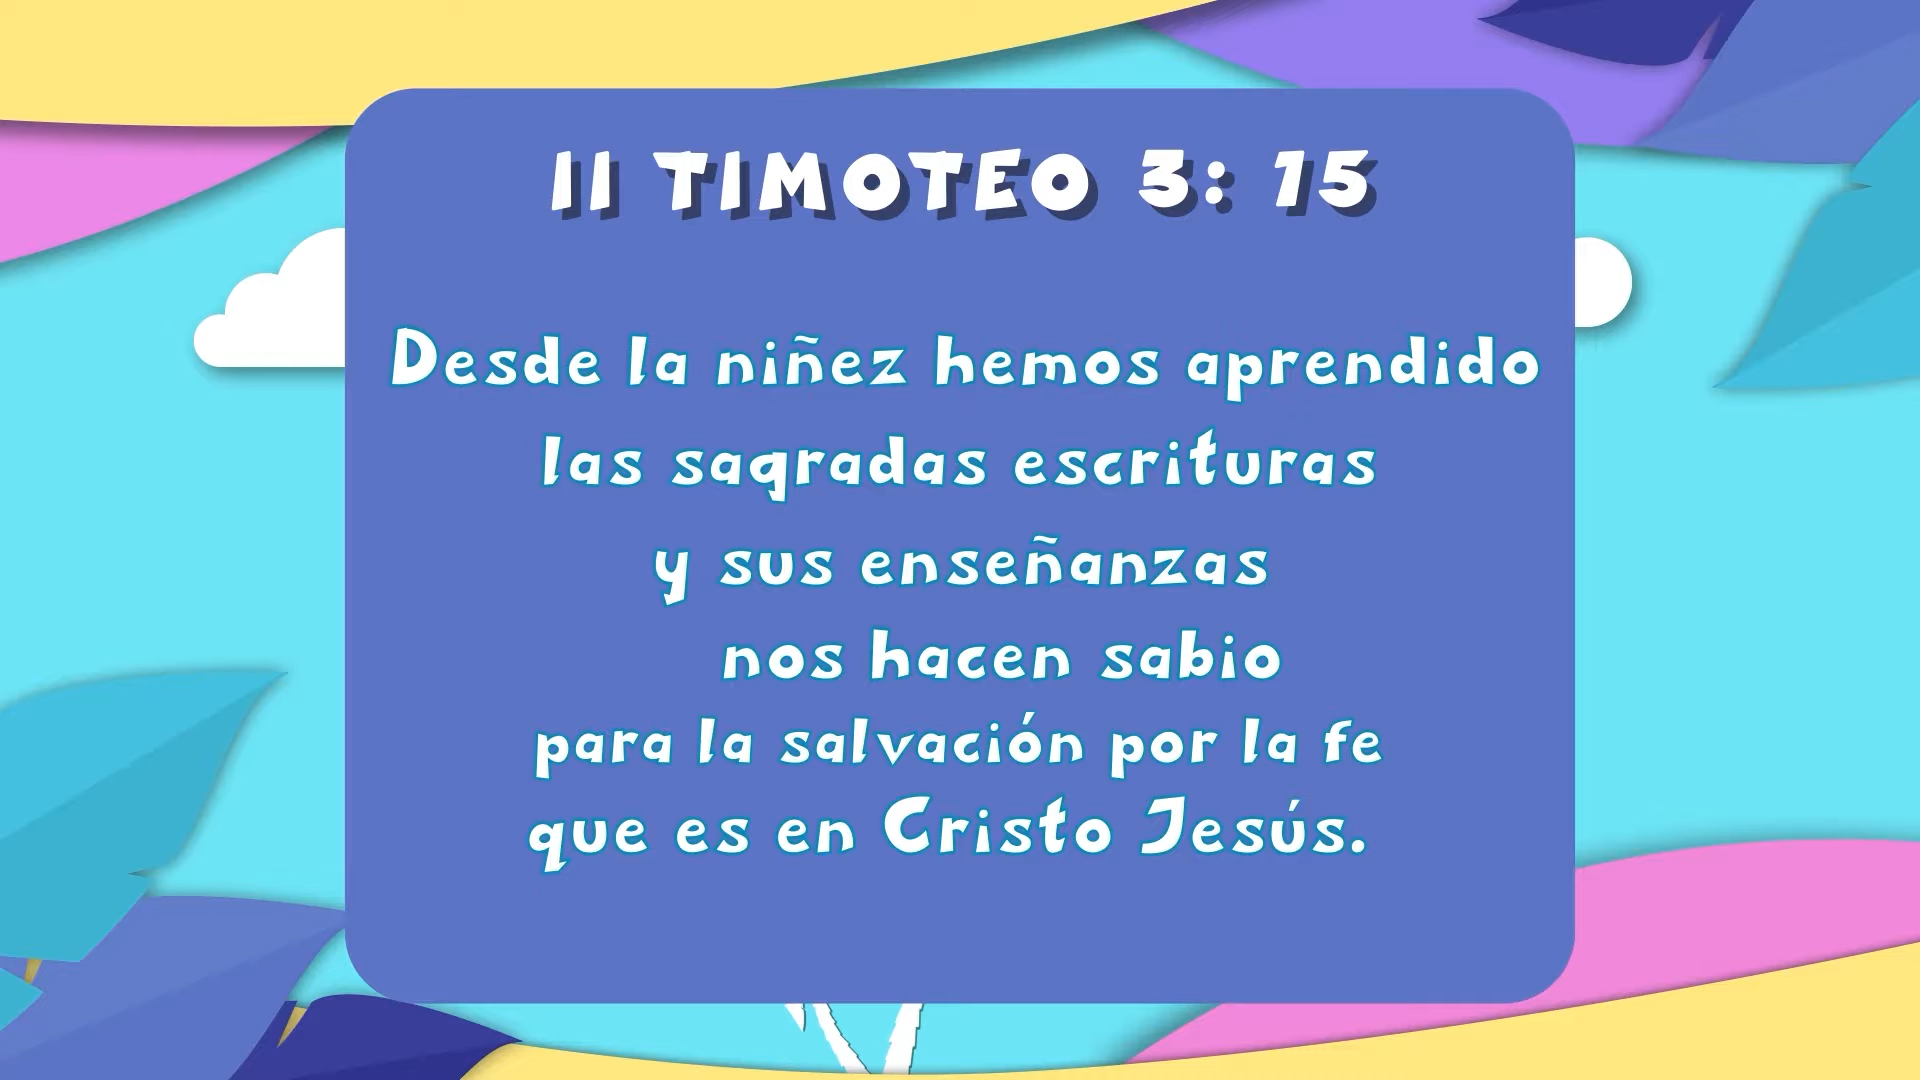 II TIMOTEO 3: 15
Desde la niñez hemos aprendido
las sagradas escrituras
y sus enseñanzas
nos hacen sabio
para la salvación por la fe
que es en Cristo Jesús.